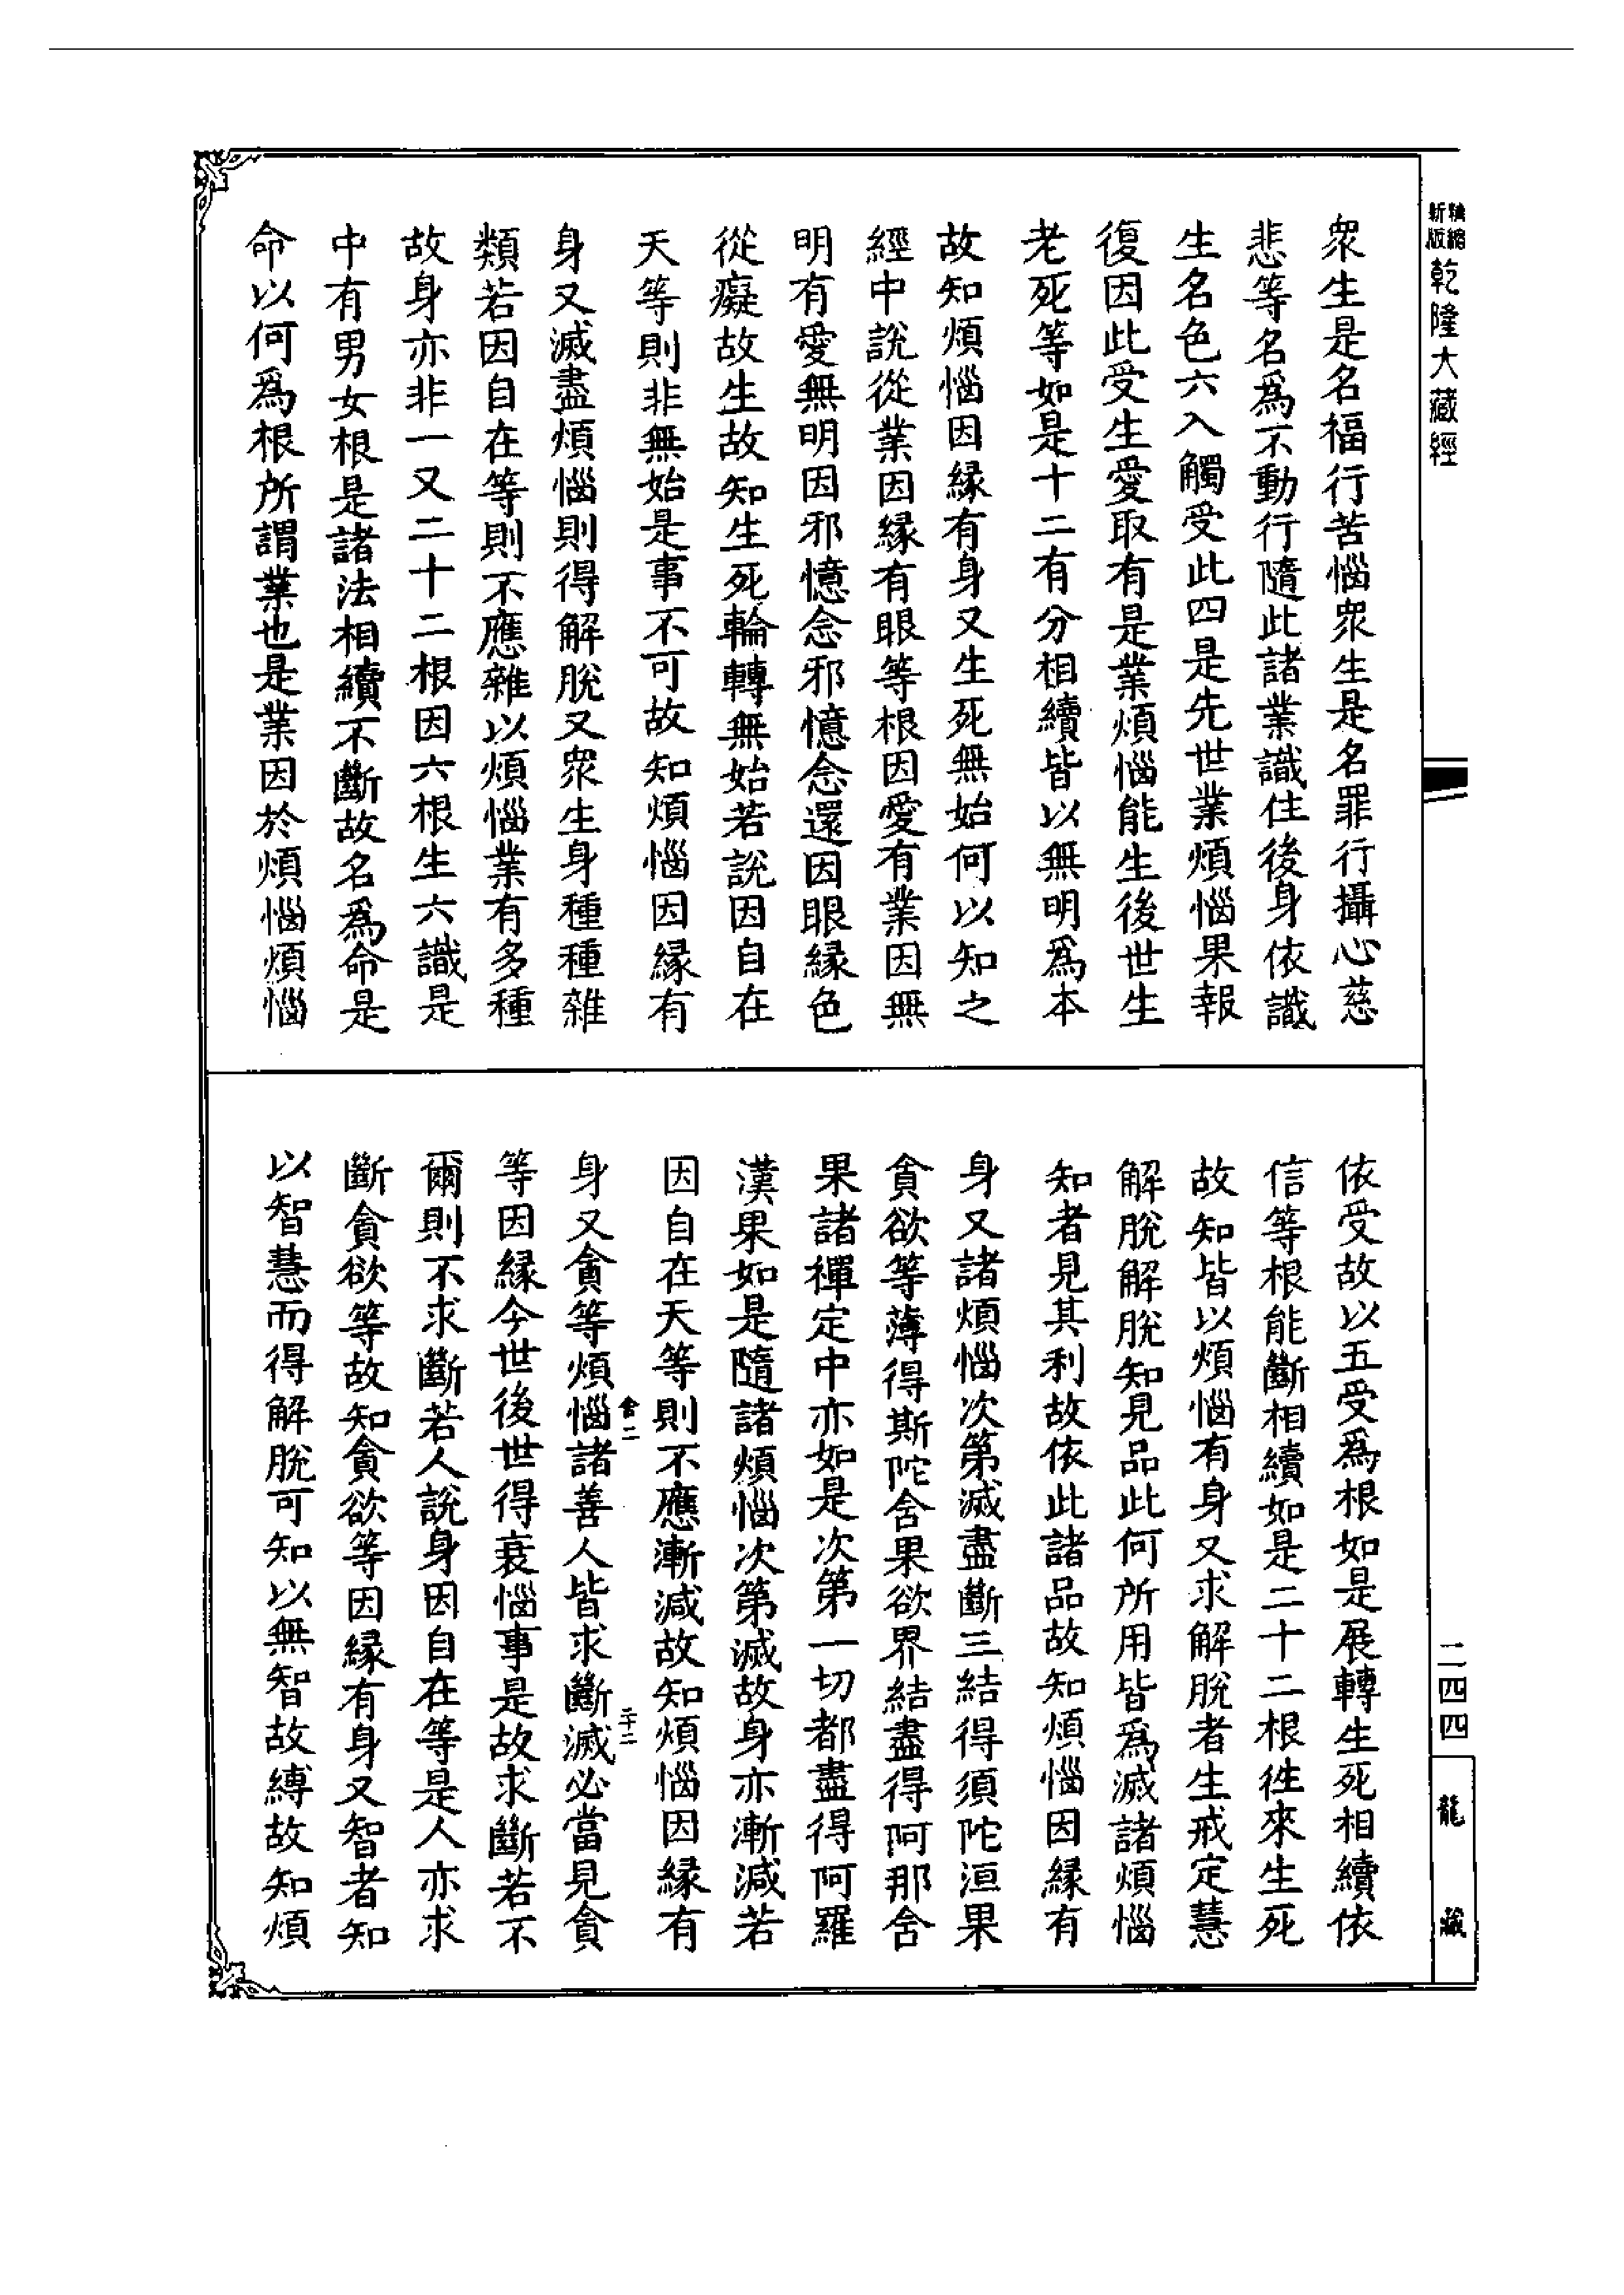 精縮
新版
乾隆大藏經
衆生是名福行苦惱衆生是名罪行攝心慈
悲等名爲不動行隨此諸業識住後身依識
生名色六入觸受此四是先世業煩惱果報
復因此受生愛取有是業煩惱能生後世生
老死等如是十二有分相續皆以無明爲本
故知煩惱因緣有身又生死無始何以知之
經中說從業因緣有眼等根因愛有業因無
明有愛無明因邪憶念邪憶念還因眼緣色
從癡故生故知生死輪轉無始若說因自在
天等則非無始是事不可故知煩惱因緣有
身又滅盡煩惱則得解脫又衆生身種種雜
類若因自在等則不應雜以煩惱業有多種
故身亦非一又二十二根因六根生六識是
中有男女根是諸法相續不斷故名爲命是
命以何爲根所謂業也是業因於煩惱煩惱
依受故以五受爲根如是展轉生死相續依
信等根能斷相續如是二十二根徃來生死
故知皆以煩惱有身又求解脫者生戒定慧
解脫解脫知見品此何所用皆爲滅諸煩惱
知者見其利故依此諸品故知煩惱因緣有
身又諸煩惱次第滅盡斷三結得須陀洹果
貪欲等薄得斯陀含果欲界結盡得阿那含
果諸禪定中亦如是次第一切都盡得阿羅
漢果如是隨諸煩惱次第滅故身亦漸減若
因自在天等則不應漸減故知煩惱因緣有
身又貪等煩惱諸善人皆求斷滅必當見貪
等因緣今世後世得衰惱事是故求斷若不
爾則不求斷若人說身因自在等是人亦求
斷貪欲等故知貪欲等因緣有身又智者知
以智慧而得解脫可知以無智故縛故知煩
二四四
龍藏